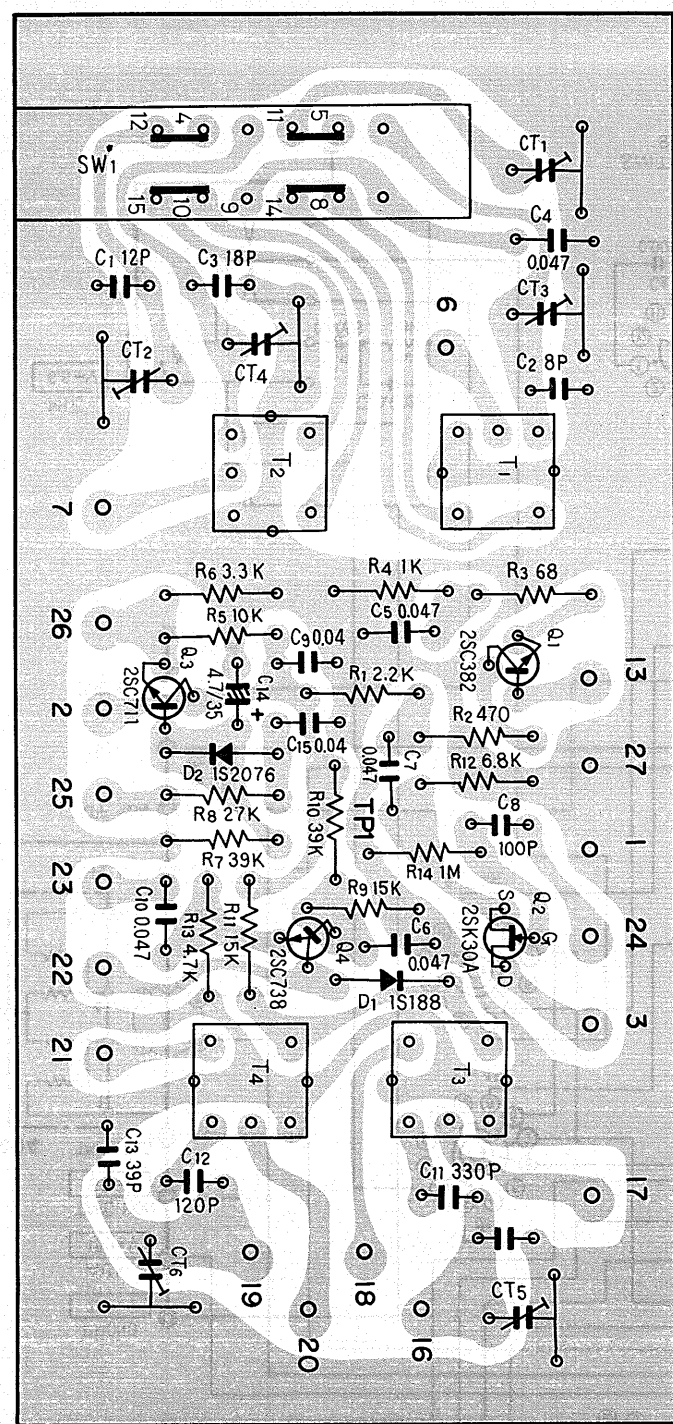 12 4 11 5
SW1
15 10 9 14 8
CT1
C4
0.047
C1 12P
C3 18P
CT3
6
CT2
CT4
C2 8P
T2
T1
7
R6 3.3K
R4 1K
R3 68
26
R5 10K
C5 0.047
Q3
2SC711
C9 0.04
Q1
2SC382
13
C14
4.7/35
+
R1 2.2K
2
C15 0.04
R2 470
27
D2 1S2076
C7
0.047
R12 6.8K
25
R8 27K
R10 39K
TP1
C8
100P
1
R7 39K
R14 1M
23
C10 0.047
R13 4.7K
R11 15K
R9 15K
S
Q2
2SK30A
G
D
24
2SC738
Q4
C6
0.047
22
D1 1S188
3
21
T4
T3
C13 39P
C12
120P
C11 330P
17
CT6
19
18
CT5
20
16